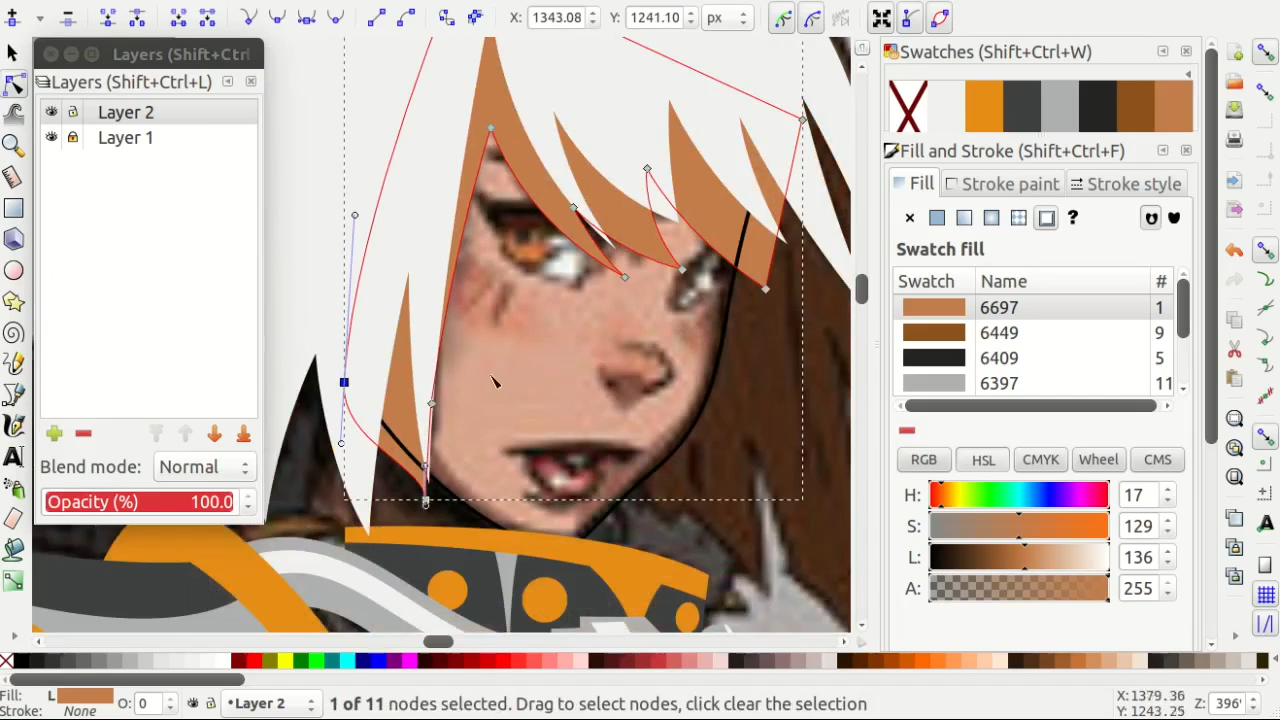 X: 1343.08 Y: 1241.10 px
Layers (Shift+Ctrl
Layers (Shift+Ctrl+L)
Layer 2
Layer 1
Blend mode: Normal
Opacity (%) 100.0
Swatches (Shift+Ctrl+W)
Fill and Stroke (Shift+Ctrl+F)
Fill Stroke paint Stroke style
?
Swatch fill
Swatch Name #
6697 1
6449 9
6409 5
6397 11
RGB HSL CMYK Wheel CMS
H: 17
S: 129
L: 136
A: 255
Fill: L O: 0 Layer 2 1 of 11 nodes selected. Drag to select nodes, click clear the selection X:1379.36 Z: 396
Stroke: None Y:1243.25